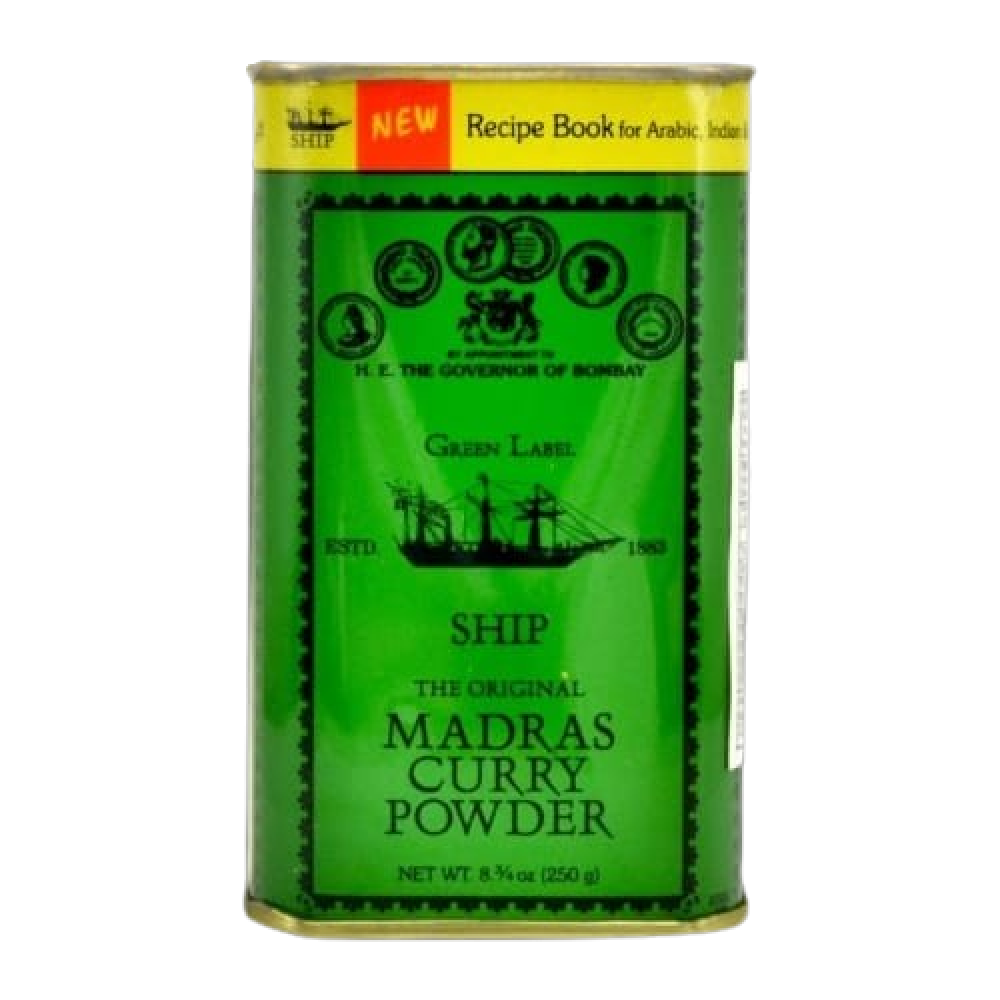 SHIP
NEW
Recipe Book for Arabic, Indian
BY APPOINTMENT TO
H. E. THE GOVERNOR OF BOMBAY
GREEN LABEL
ESTD. 1883
SHIP
THE ORIGINAL
MADRAS
CURRY
POWDER
NET WT. 8.¾ oz (250 g)